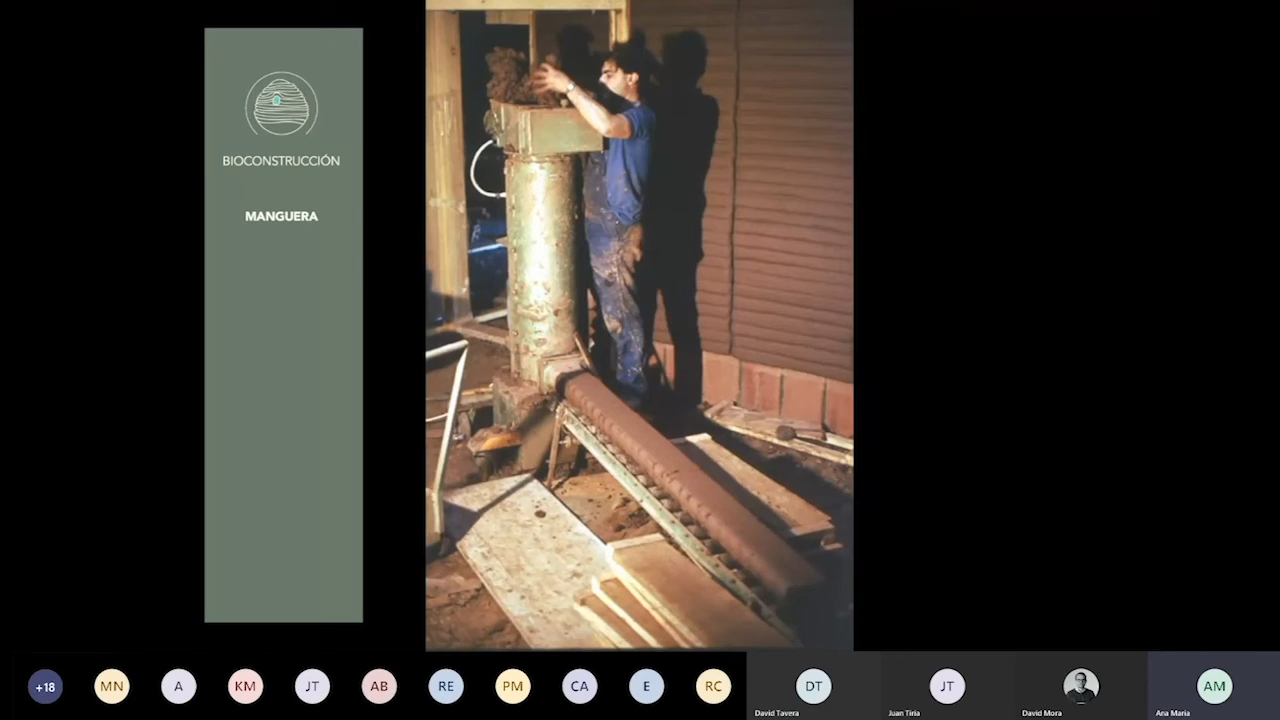 BIOCONSTRUCCIÓN
MANGUERA
+18
MN
A
KM
JT
AB
RE
PM
CA
E
RC
DT
David Tavera
JT
Juan Tiria
David Mora
AM
Ana Maria